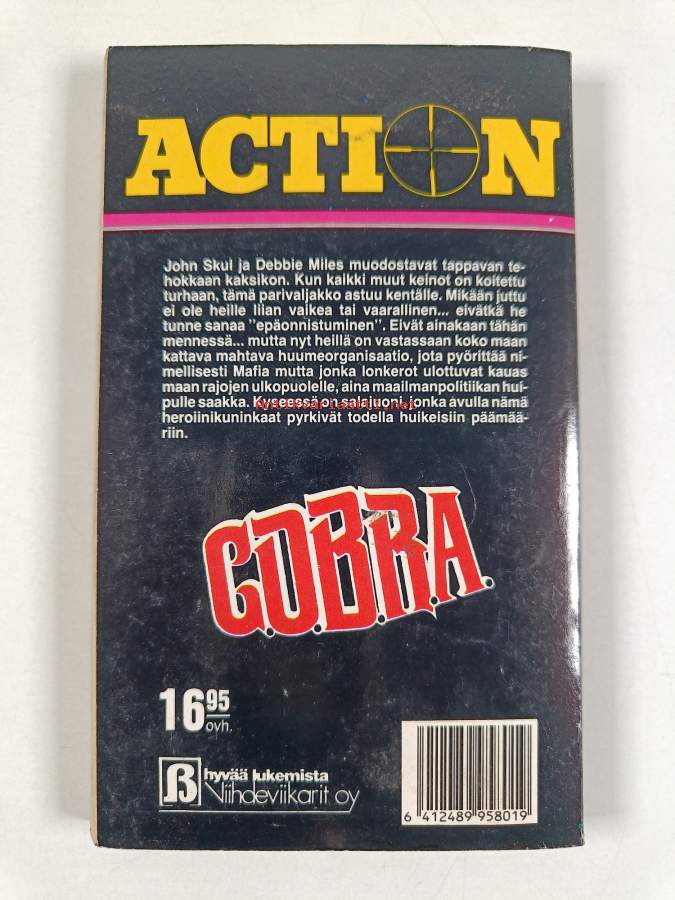 ACTION
John Skul ja Debbie Miles muodostavat tappavan te-
hokkaan kaksikon. Kun kaikki muut keinot on koitettu
turhaan, tämä parivaljakko astuu kentälle. Mikään juttu
ei ole heille liian vaikea tai vaarallinen... eivätkä he
tunne sanaa "epäonnistuminen". Eivät ainakaan tähän
mennessä... mutta nyt heillä on vastassaan koko maan
kattava mahtava huumeorganisaatio, jota pyörittää ni-
mellisesti Mafia mutta jonka lonkerot ulottuvat kauas
maan rajojen ulkopuolelle, aina maailmanpolitiikan hui-
pulle saakka. Kyseessä on salajuoni, jonka avulla nämä
Antikvariaatti.net
heroiinikuninkaat pyrkivät todella huikeisiin päämää-
riin.
C.O.B.R.A.
16 95
ovh.
ß hyvää lukemista
Viihdeviikarit oy
6 412489 958019